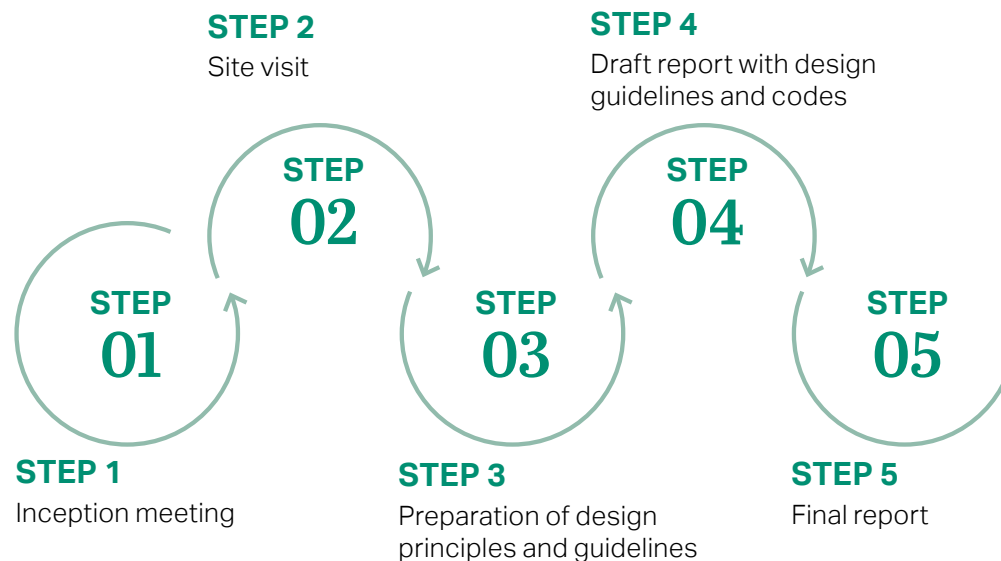 STEP 2
Site visit
STEP 4
Draft report with design
guidelines and codes
STEP
01
STEP
02
STEP
03
STEP
04
STEP
05
STEP 1
Inception meeting
STEP 3
Preparation of design
principles and guidelines
STEP 5
Final report